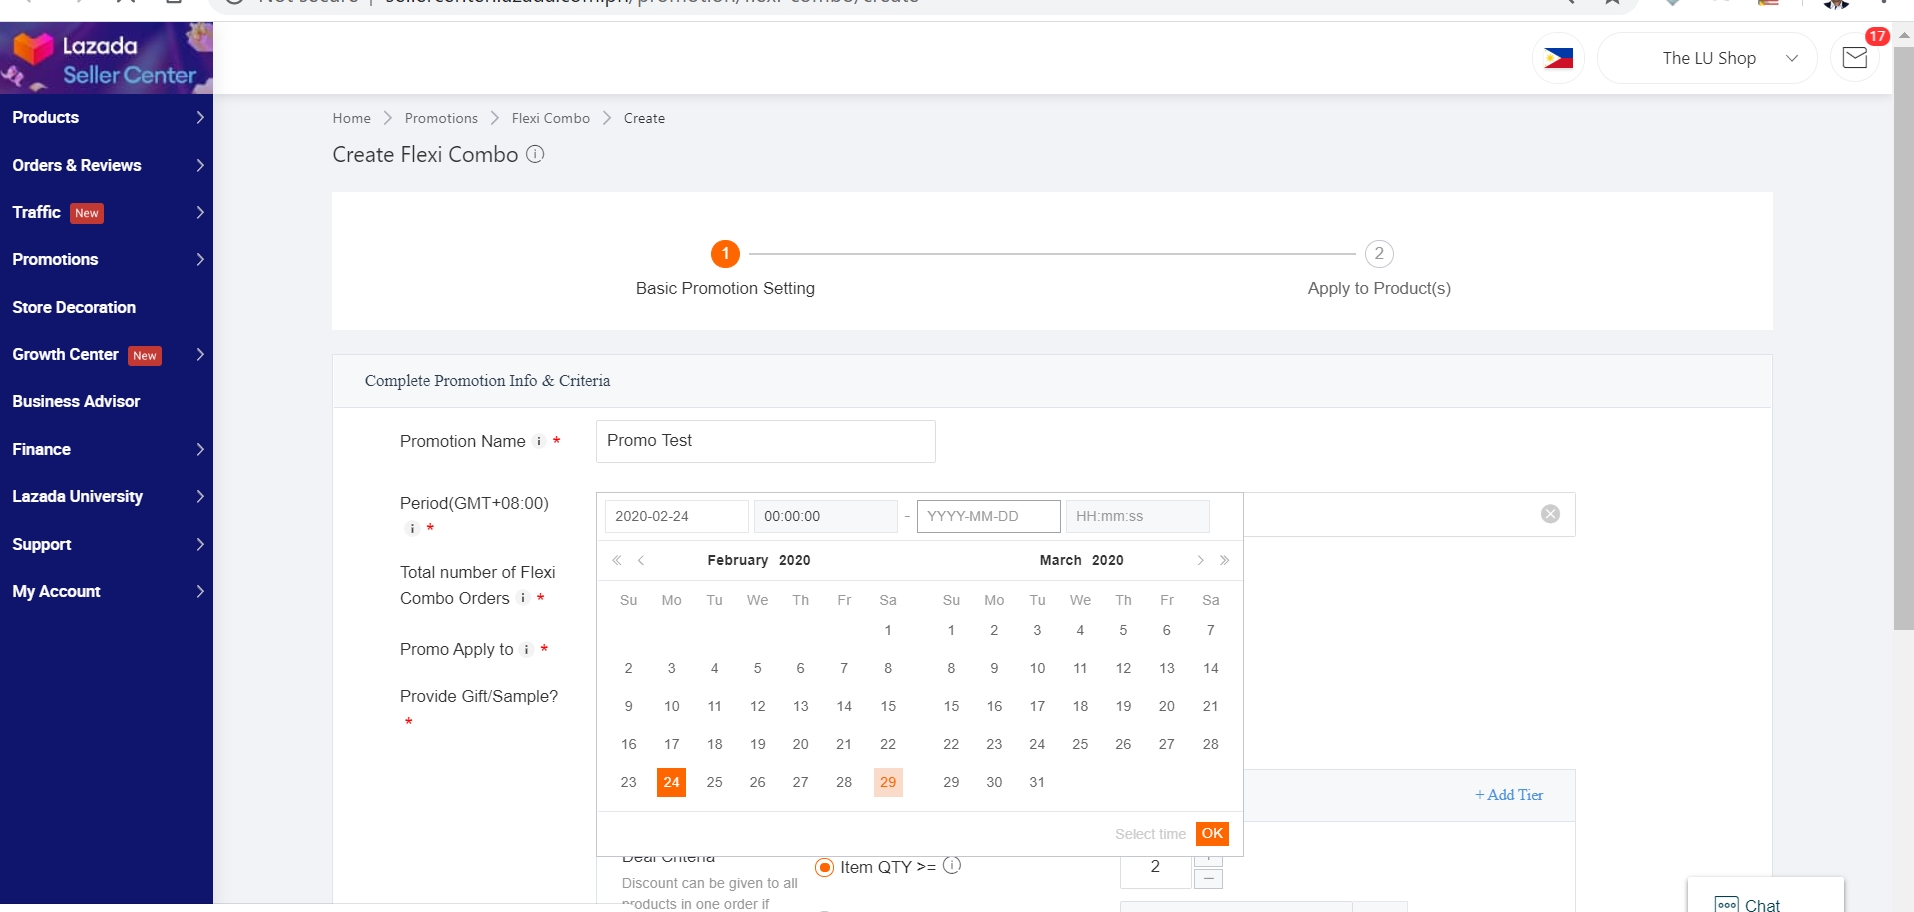 Lazada
Seller Center
The LU Shop
17
Products
Orders & Reviews
Traffic New
Promotions
Store Decoration
Growth Center New
Business Advisor
Finance
Lazada University
Support
My Account
Home > Promotions > Flexi Combo > Create
Create Flexi Combo
1
2
Basic Promotion Setting
Apply to Product(s)
Complete Promotion Info & Criteria
Promotion Name i *
Promo Test
Period(GMT+08:00)
i *
2020-02-24 00:00:00 - YYYY-MM-DD HH:mm:ss
Total number of Flexi
Combo Orders i *
Promo Apply to i *
Provide Gift/Sample?
*
« < February 2020
Su Mo Tu We Th Fr Sa
1
2 3 4 5 6 7 8
9 10 11 12 13 14 15
16 17 18 19 20 21 22
23 24 25 26 27 28 29
March 2020 > »
Su Mo Tu We Th Fr Sa
1 2 3 4 5 6 7
8 9 10 11 12 13 14
15 16 17 18 19 20 21
22 23 24 25 26 27 28
29 30 31
Select time OK
+ Add Tier
Deal Criteria
Discount can be given to all
products in one order if
Item QTY >=
2
Chat